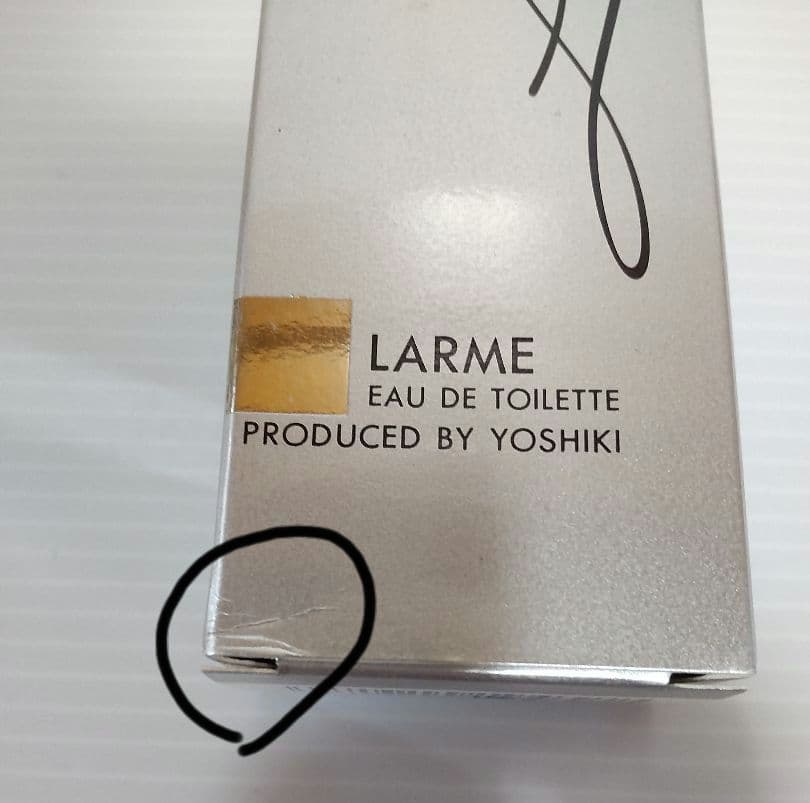 LARME
EAU DE TOILETTE
PRODUCED BY YOSHIKI